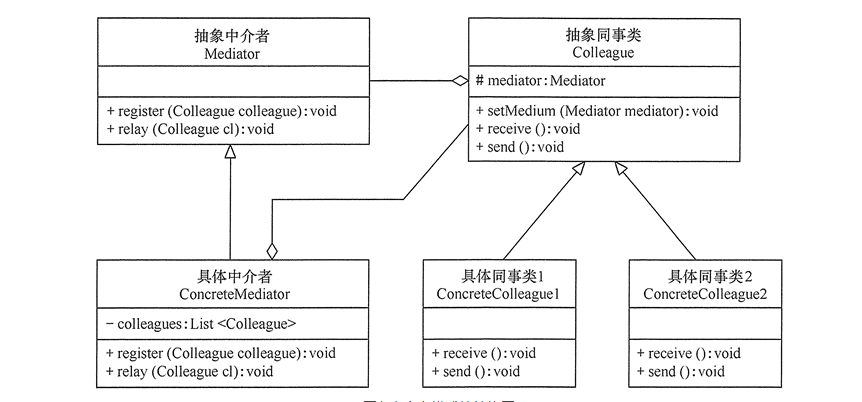 抽象中介者
Mediator
+ register (Colleague colleague): void
+ relay (Colleague cl): void
抽象同事类
Colleague
# mediator: Mediator
+ setMedium (Mediator mediator): void
+ receive (): void
+ send (): void
具体中介者
ConcreteMediator
− colleagues: List <Colleague>
+ register (Colleague colleague): void
+ relay (Colleague cl): void
具体同事类1
ConcreteColleague1
+ receive (): void
+ send (): void
具体同事类2
ConcreteColleague2
+ receive (): void
+ send (): void